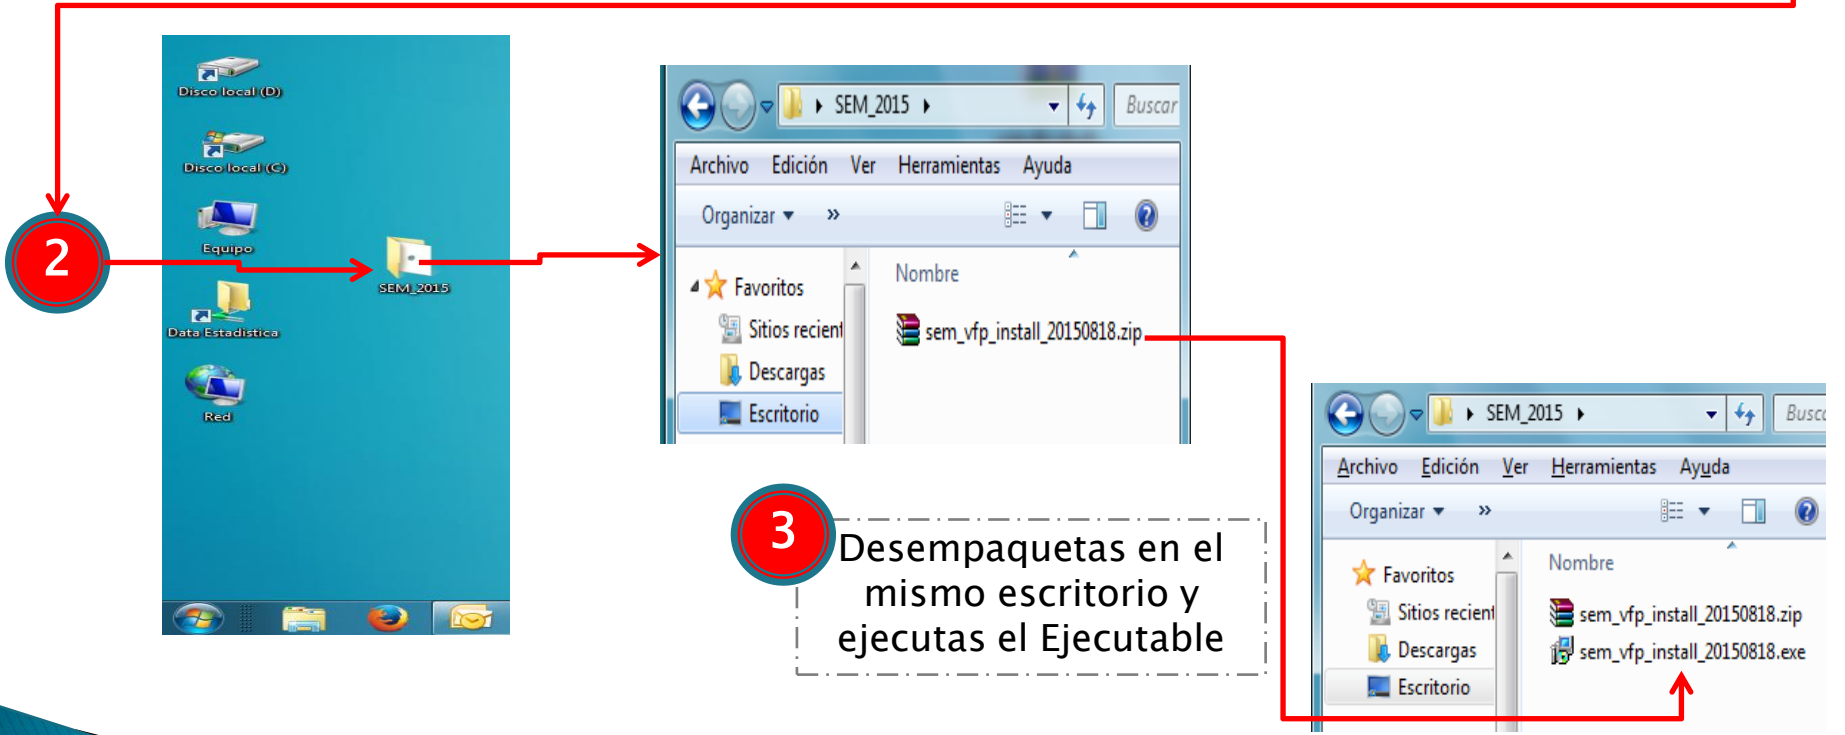 Disco local (D)
Disco local (C)
2
Equipo
SEM_2015
Data Estadistica
Red
SEM_2015
Buscar
Archivo Edición Ver Herramientas Ayuda
Organizar »
Nombre
Favoritos
Sitios recient
sem_vfp_install_20150818.zip
Descargas
Escritorio
3
Desempaquetas en el
mismo escritorio y
ejecutas el Ejecutable
SEM_2015
Busc
Archivo Edición Ver Herramientas Ayuda
Organizar »
Nombre
Favoritos
Sitios recient
sem_vfp_install_20150818.zip
Descargas
sem_vfp_install_20150818.exe
Escritorio